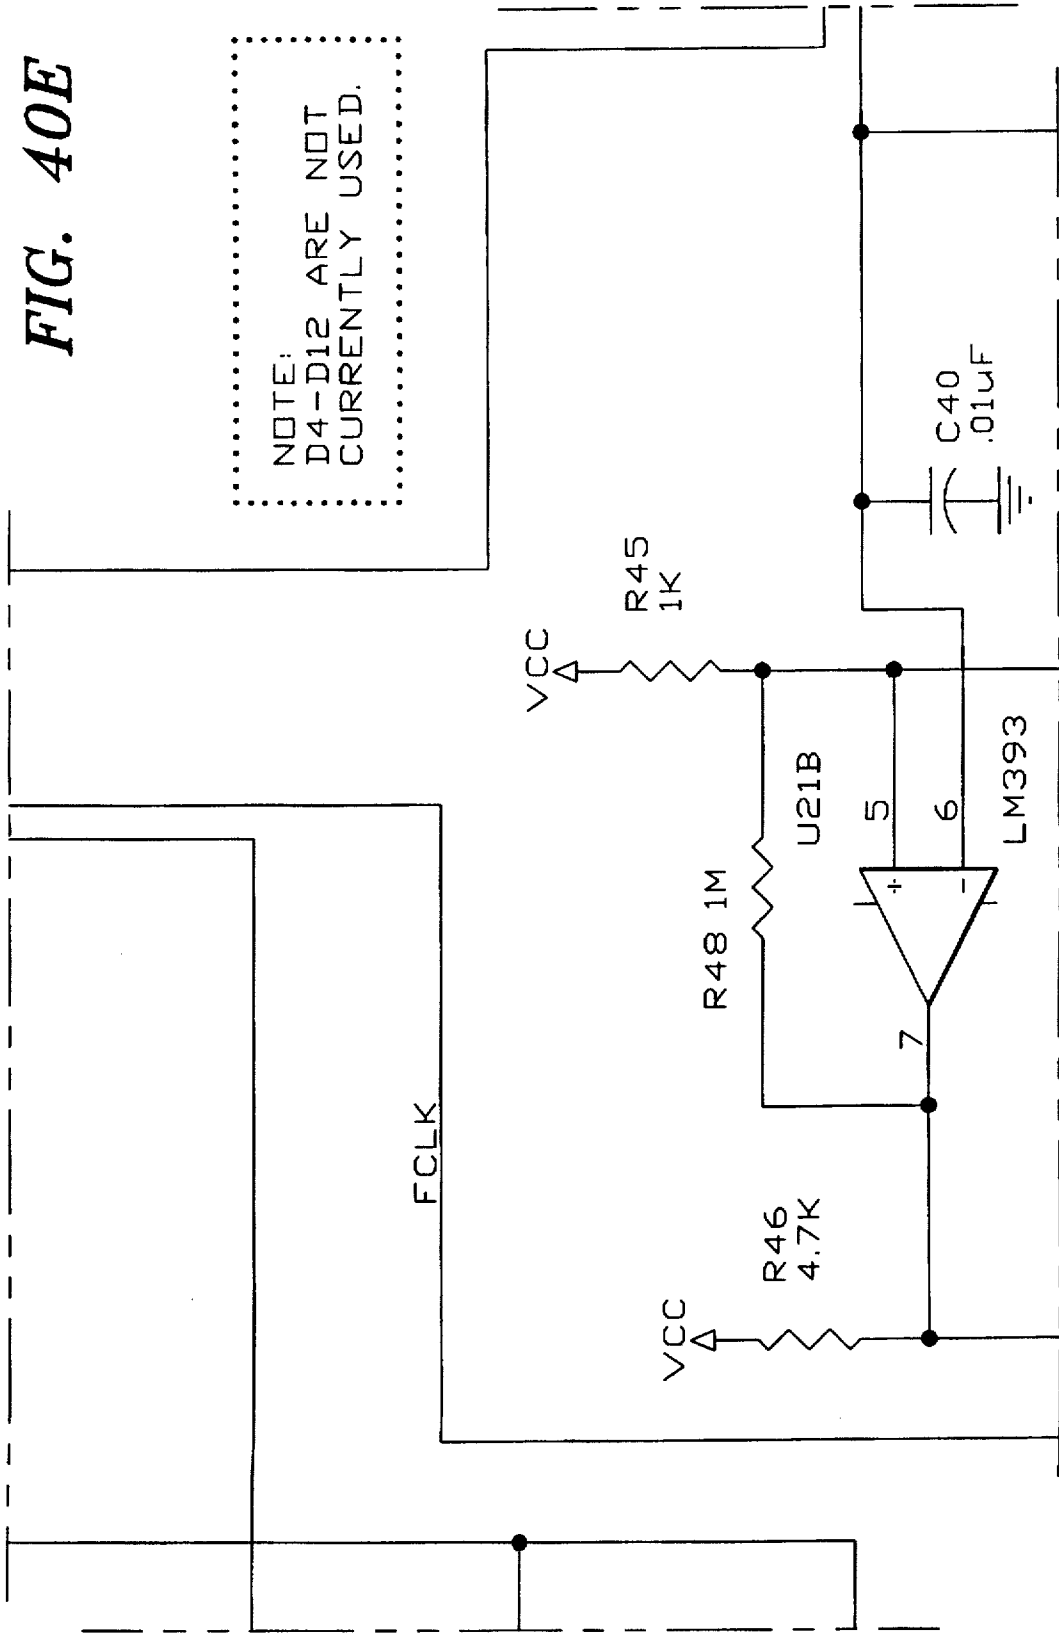 FIG. 40E
NOTE:
D4-D12 ARE NOT
CURRENTLY USED.
VCC
R45
1K
C40
.01uF
FCLK
R48 1M
U21B
5
6
+
-
7
LM393
VCC
R46
4.7K